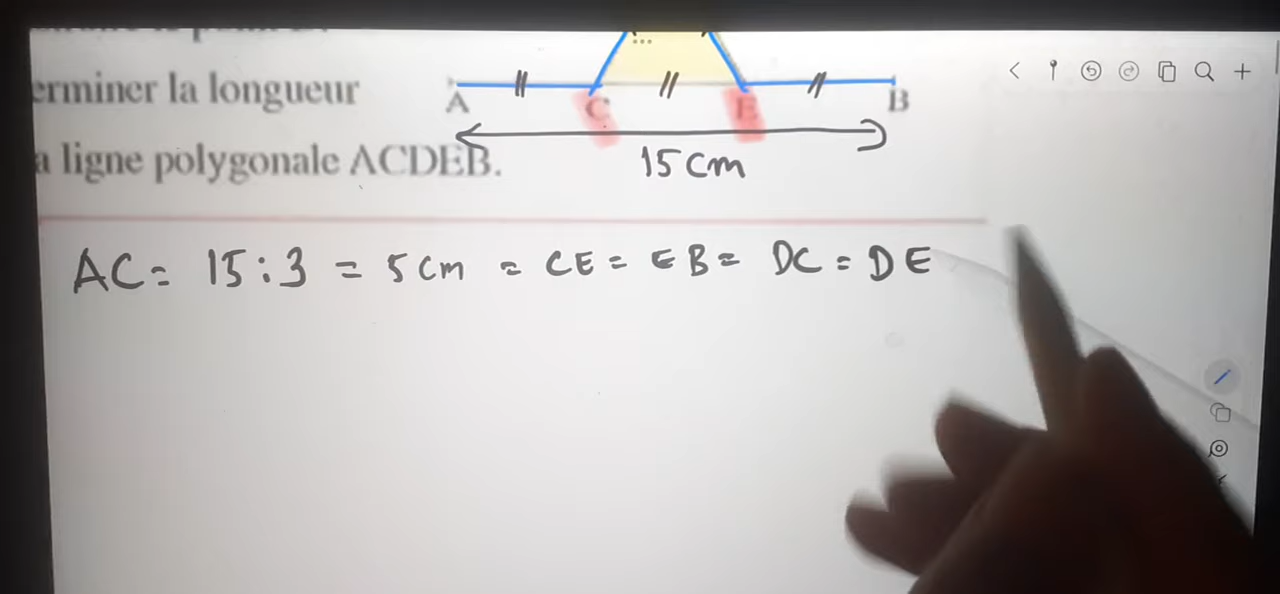 ...
erminer la longueur
A C E B
15 cm
a ligne polygonale ACDEB.
AC = 15 : 3 = 5 cm = CE = EB = DC = DE